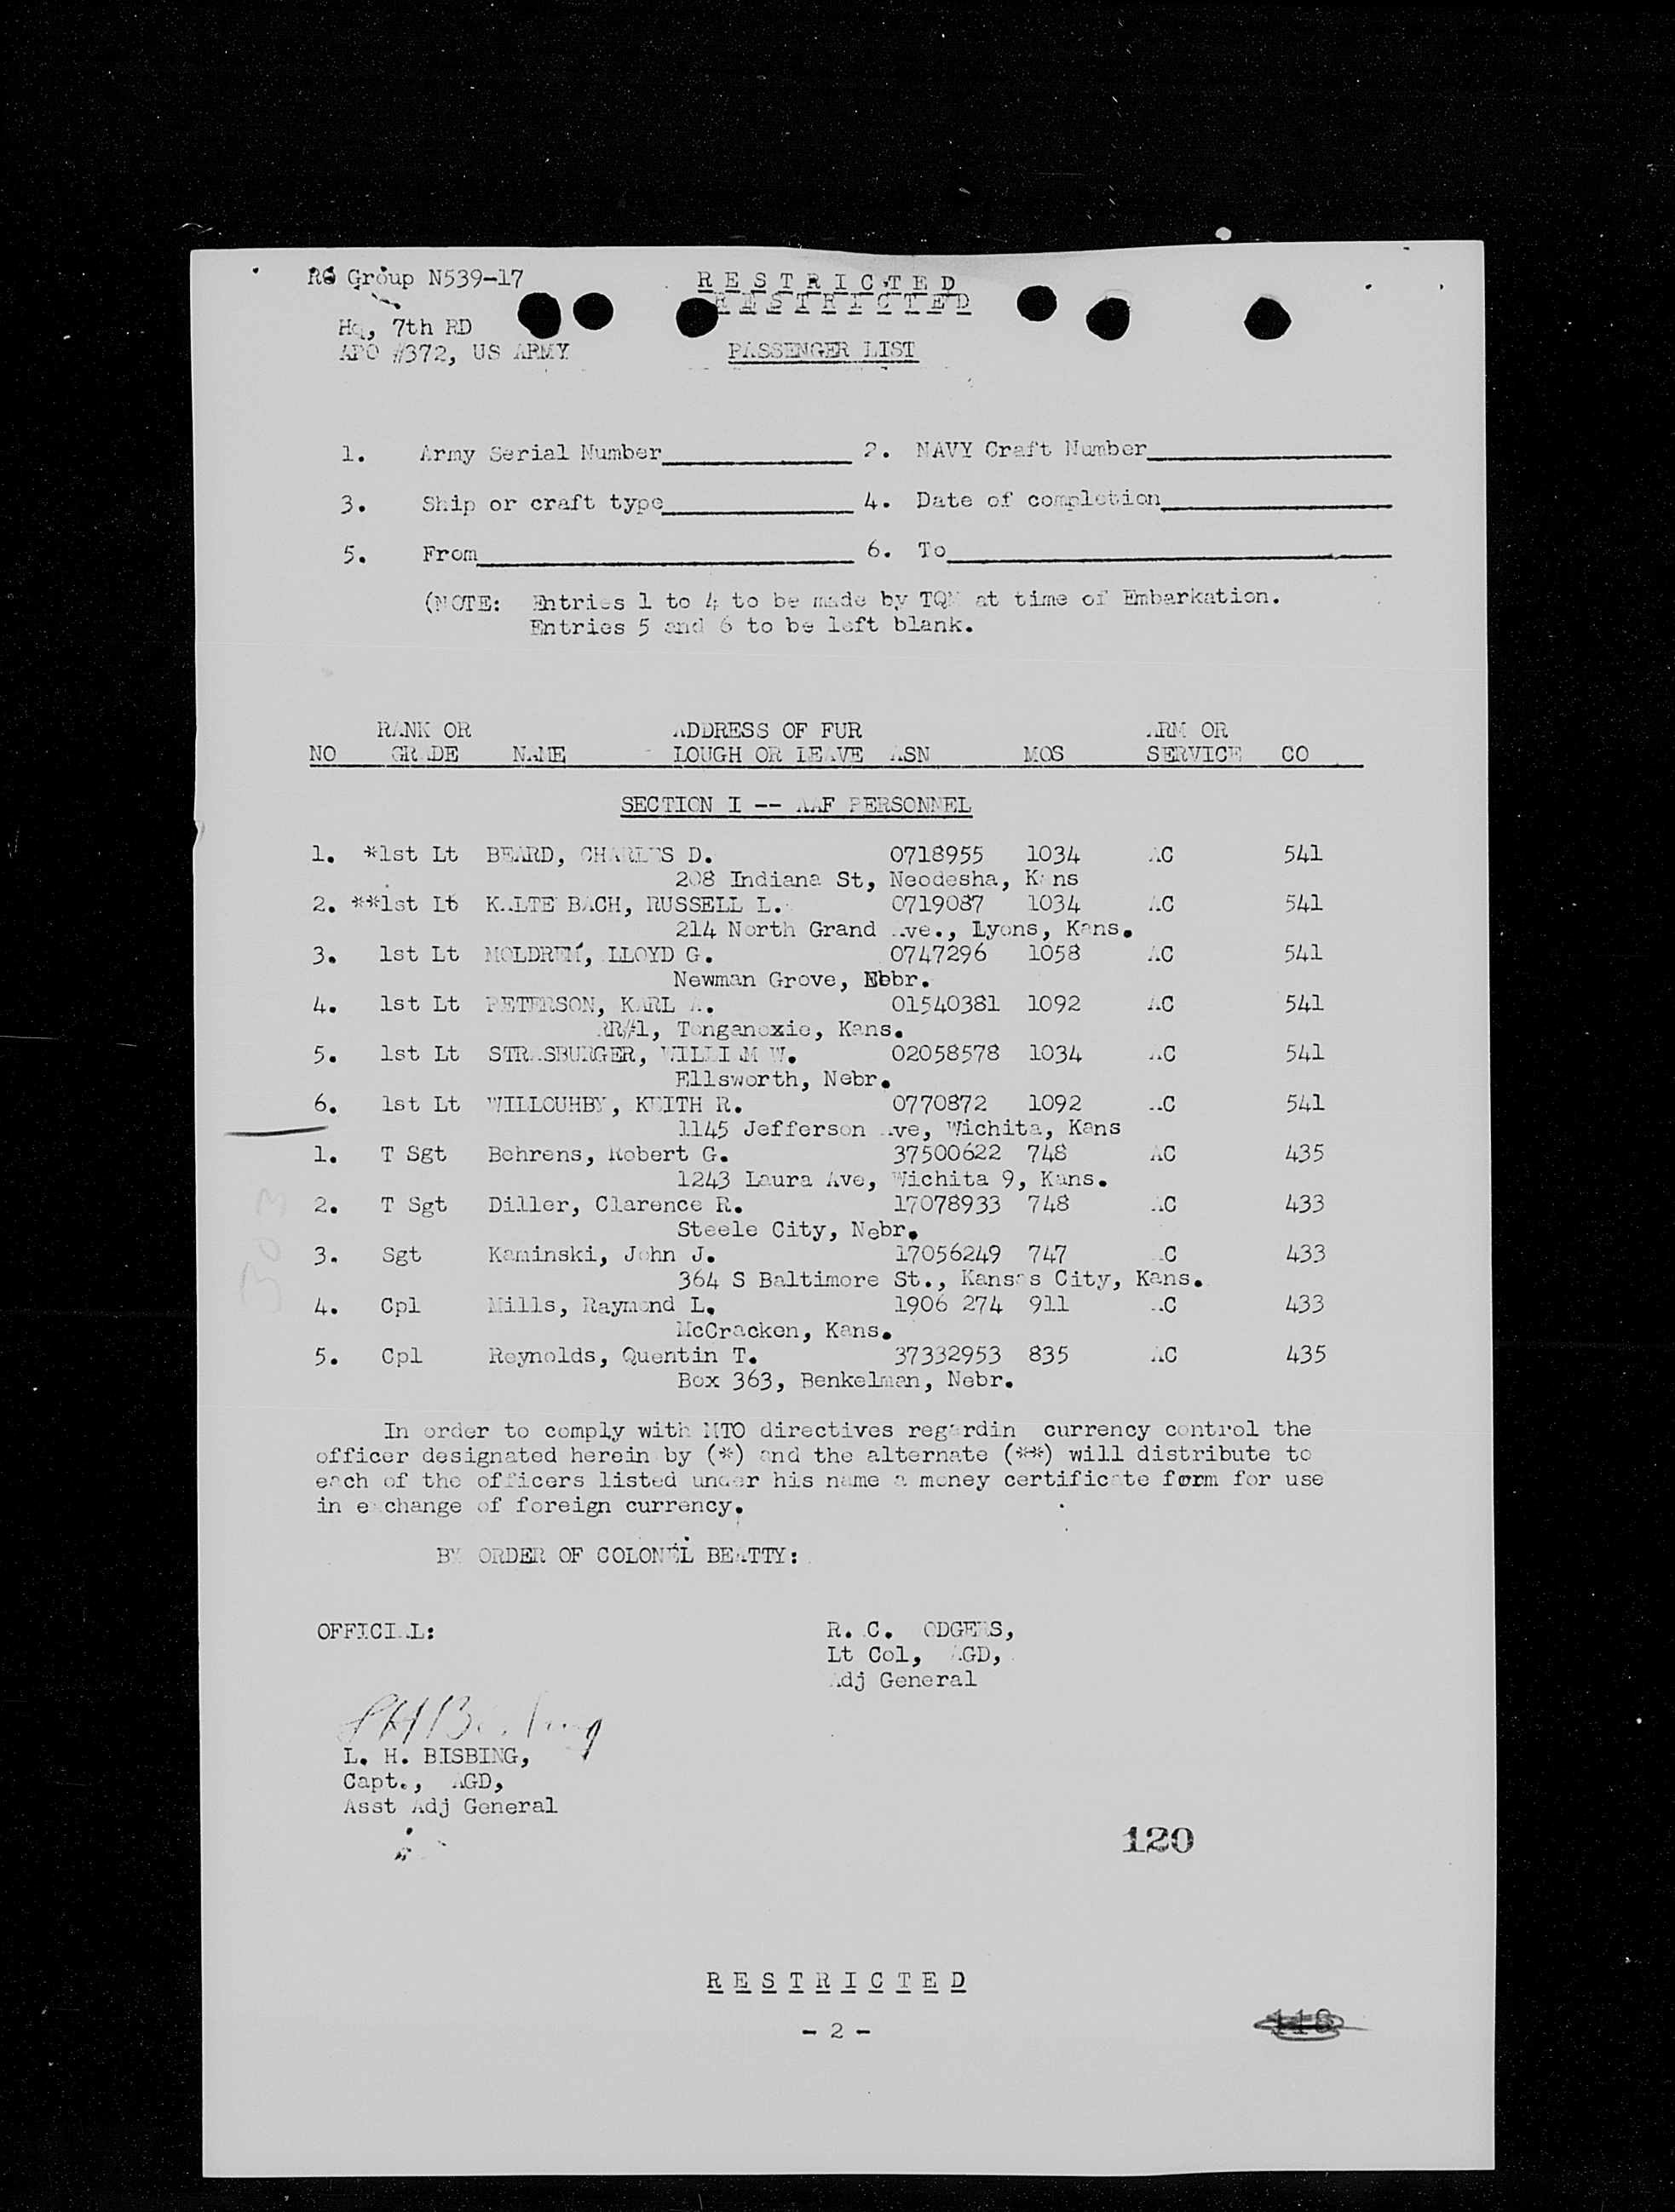 RG Group N539-17
RESTRICTED
RESTRICTED
Hq, 7th RD
APO #372, US ARMY
PASSENGER LIST
1. Army Serial Number 2. NAVY Craft Number
3. Ship or craft type 4. Date of completion
5. From 6. To
(NOTE: Entries 1 to 4 to be made by TQM at time of Embarkation.
Entries 5 and 6 to be left blank.
RANK OR ADDRESS OF FUR ARM OR
NO GRADE NAME LOUGH OR LEAVE ASN MOS SERVICE CO
SECTION I -- AAF PERSONNEL
1. *1st Lt BEARD, CHARLES D. 0718955 1034 AC 541
208 Indiana St, Neodesha, Kans
2. **1st Lt KALTENBACH, RUSSELL L. 0719087 1034 AC 541
214 North Grand Ave., Lyons, Kans.
3. 1st Lt MOLDREM, LLOYD G. 0747296 1058 AC 541
Newman Grove, Ebbr.
4. 1st Lt PETERSON, KARL A. 01540381 1092 AC 541
RR#1, Tonganoxie, Kans.
5. 1st Lt STRASBURGER, WILLIAM W. 02058578 1034 AC 541
Ellsworth, Nebr.
6. 1st Lt WILLOUHBY, KEITH R. 0770872 1092 AC 541
1145 Jefferson Ave, Wichita, Kans
1. T Sgt Behrens, Robert G. 37500622 748 AC 435
1243 Laura Ave, Wichita 9, Kans.
2. T Sgt Diller, Clarence R. 17078933 748 AC 433
Steele City, Nebr.
3. Sgt Kaminski, John J. 17056249 747 AC 433
364 S Baltimore St., Kansas City, Kans.
4. Cpl Mills, Raymond L. 1906 274 911 AC 433
McCracken, Kans.
5. Cpl Reynolds, Quentin T. 37332953 835 AC 435
Box 363, Benkelman, Nebr.
In order to comply with MTO directives regardin currency control the
officer designated herein by (*) and the alternate (**) will distribute to
each of the officers listed under his name a money certificate form for use
in exchange of foreign currency.
BY ORDER OF COLONEL BEATTY:
OFFICIAL:
R. C. ODGERS,
Lt Col, AGD,
Adj General
L H Bisbing
L. H. BISBING,
Capt., AGD,
Asst Adj General
120
RESTRICTED
- 2 -